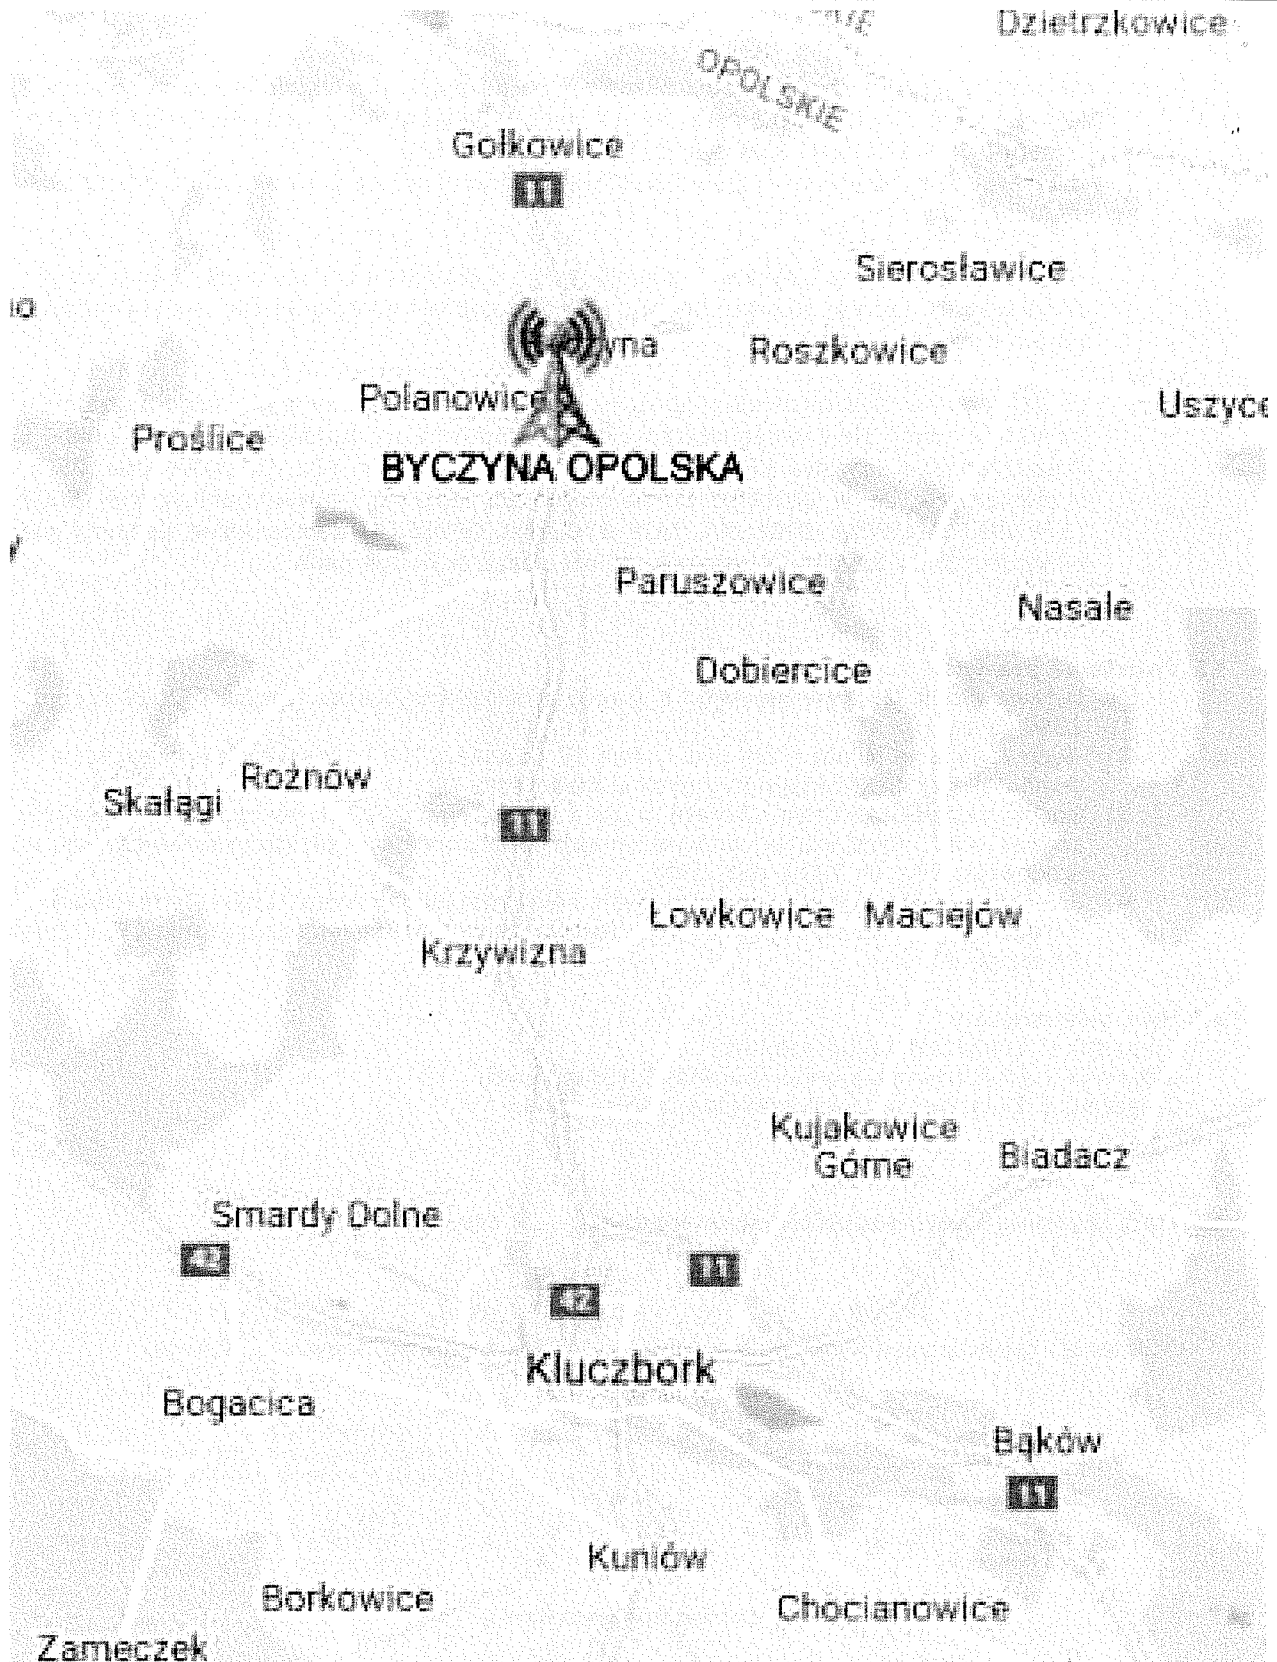 Dzietrzkowice
OPOLSKIE
Gołkowice
11
Sierosławice
Roszkowice
Polanowice
Uszyce
Proślice
BYCZYNA OPOLSKA
Paruszowice
Nasale
Dobiercice
Rożnów
Skałągi
11
Łowkowice
Maciejów
Krzywizna
Kujakowice
Górne
Biadacz
Smardy Dolne
42
11
42
Kluczbork
Bogacica
Bąków
11
Kuniów
Borkowice
Chocianowice
Zameczek